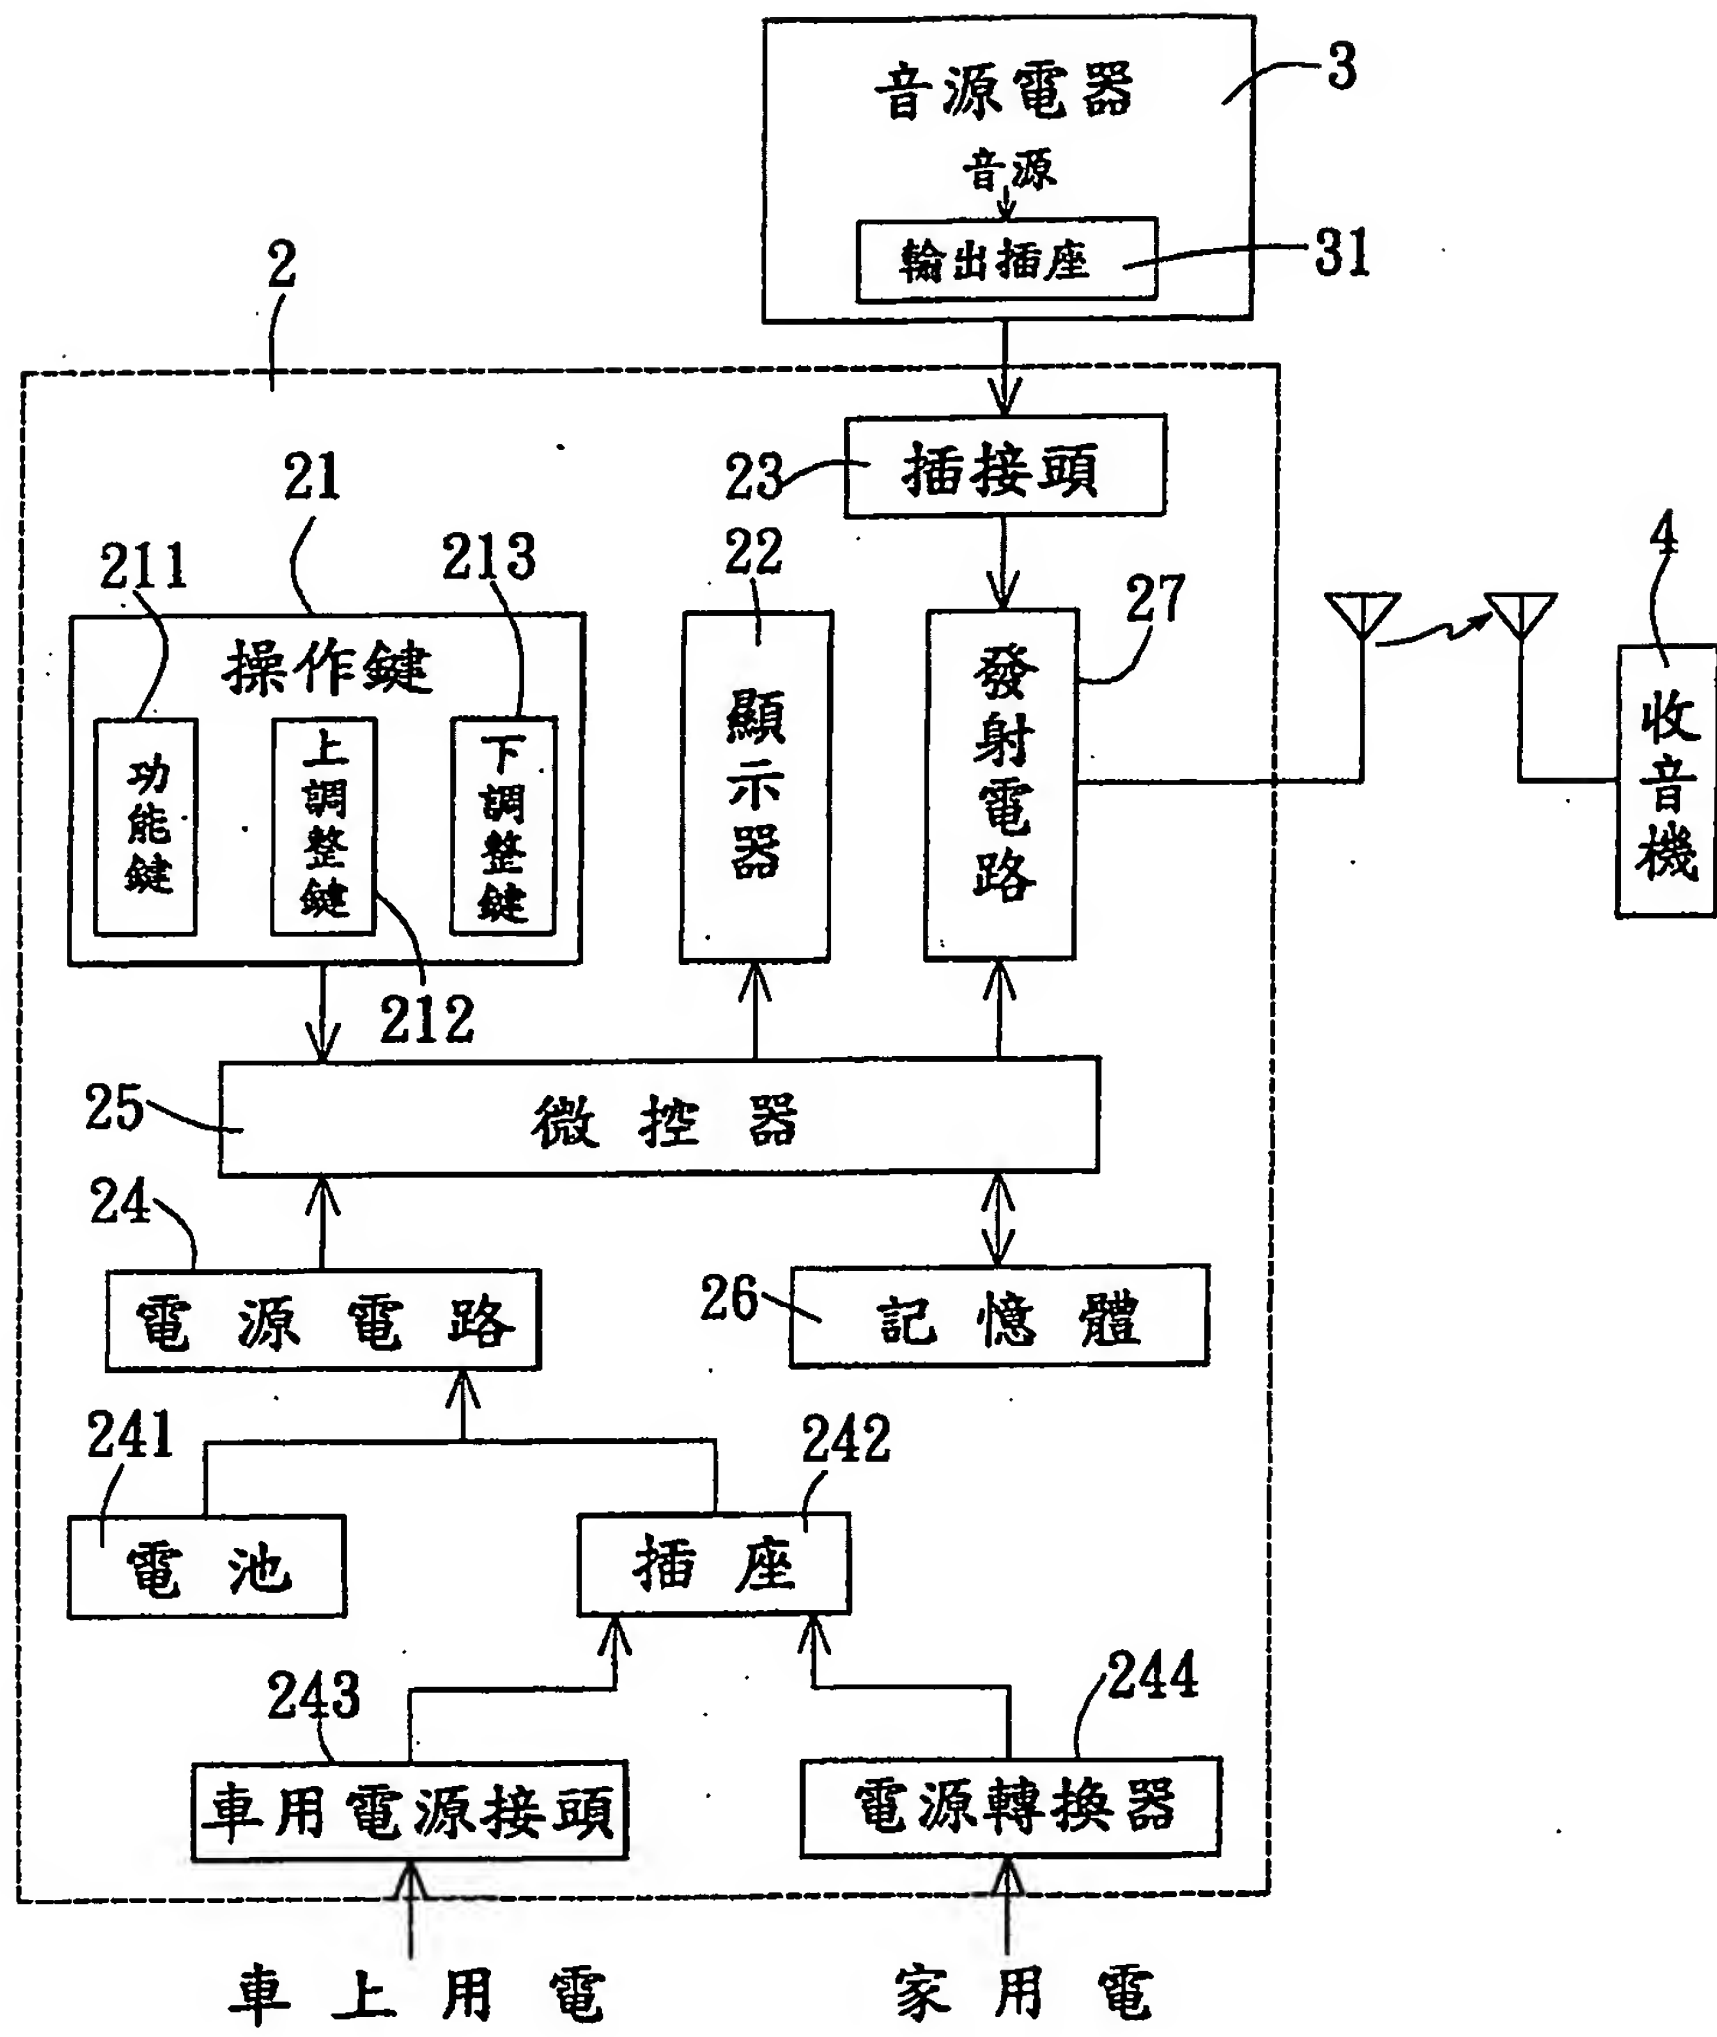 音源電器
3
音源
輸出插座
31
2
插接頭
23
21
22
4
211
213
27
操作鍵
功能鍵
上調整鍵
下調整鍵
顯示器
發射電路
收音機
212
25
微控器
24
電源電路
26
記憶體
241
242
電池
插座
243
244
車用電源接頭
電源轉換器
車上用電
家用電